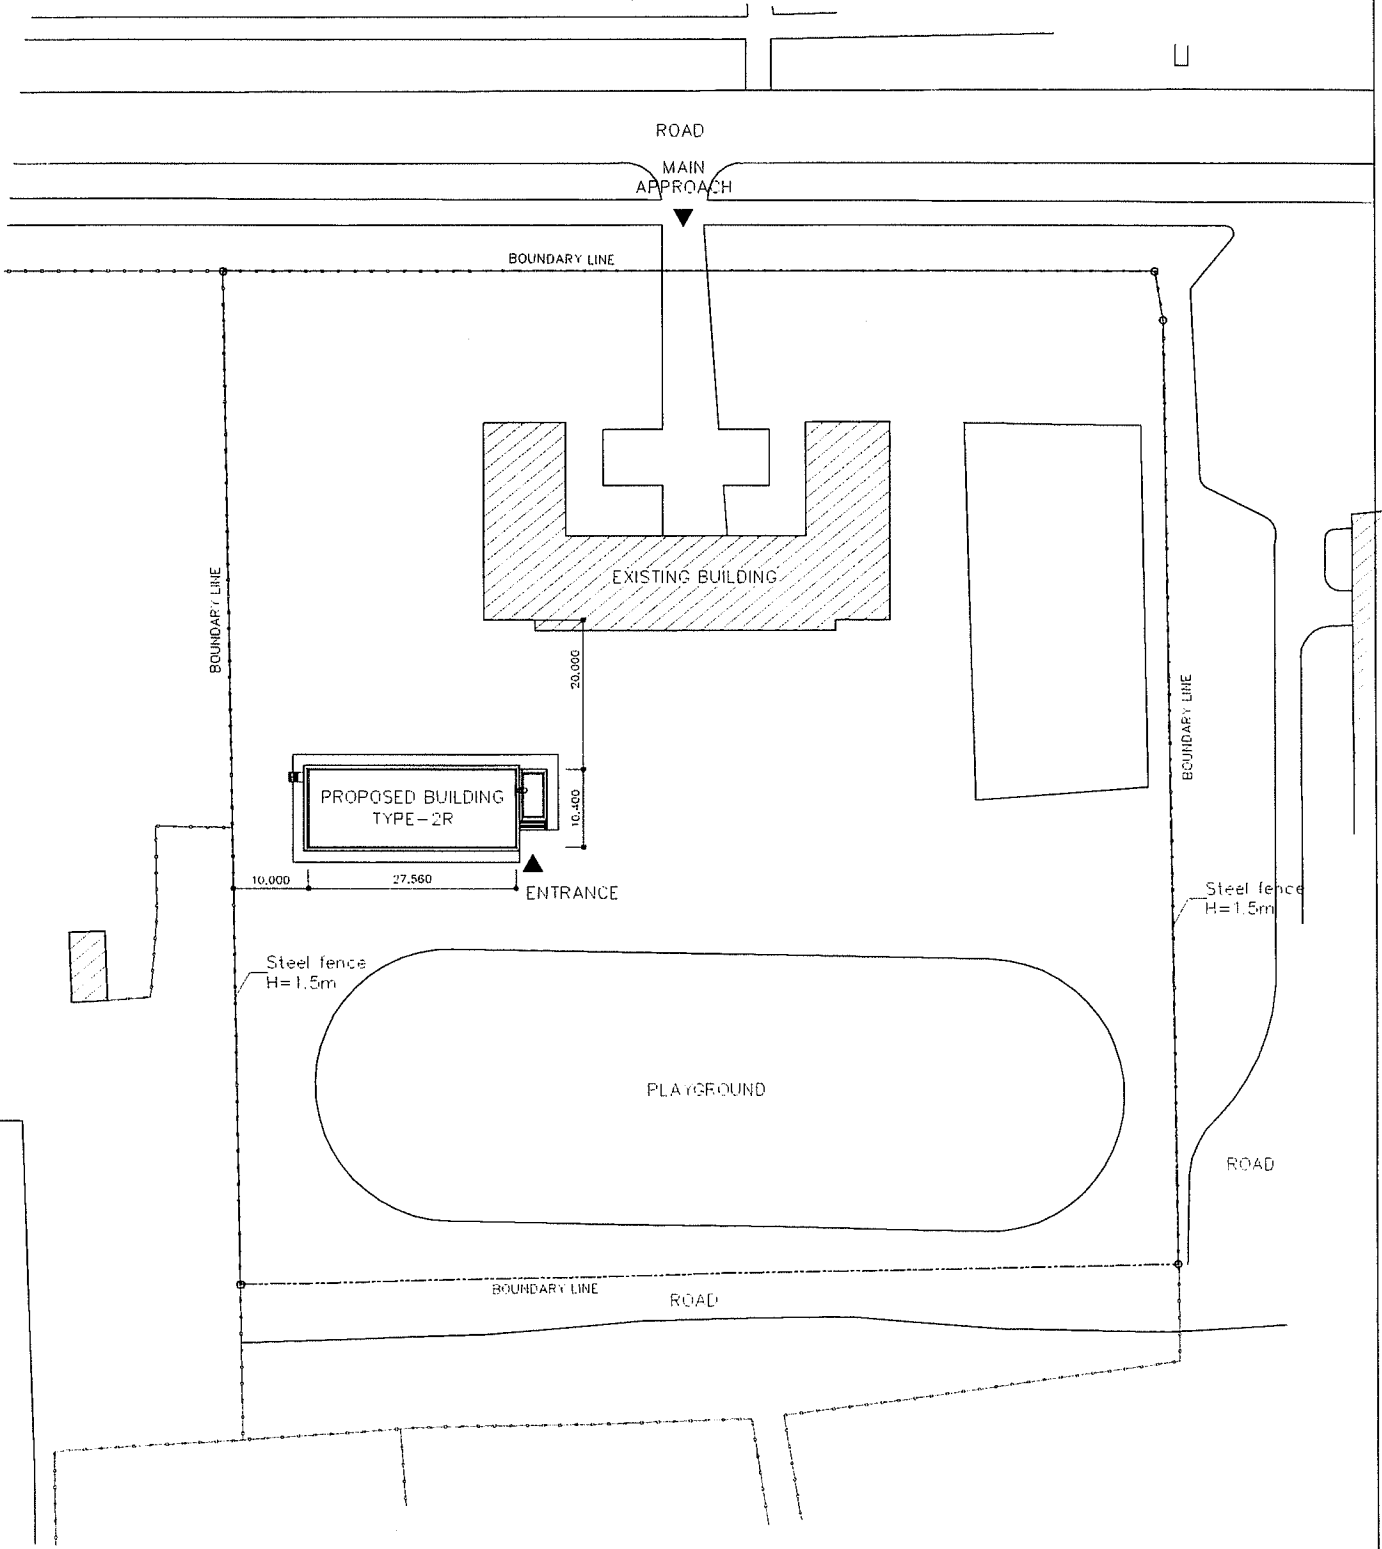 ROAD
MAIN
APPROACH
BOUNDARY LINE
EXISTING BUILDING
BOUNDARY LINE
20,000
BOUNDARY LINE
PROPOSED BUILDING
TYPE-2R
10,400
10,000
27,560
ENTRANCE
Steel fence
H=1.5m
Steel fence
H=1.5m
PLAYGROUND
ROAD
BOUNDARY LINE
ROAD